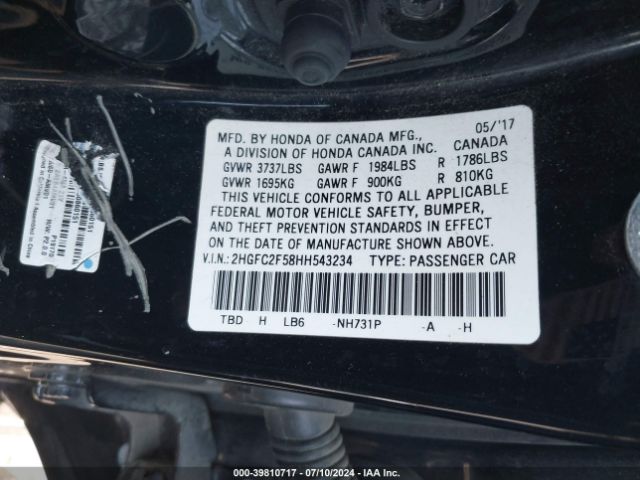 MFD. BY HONDA OF CANADA MFG., 05/'17
A DIVISION OF HONDA CANADA INC. CANADA
GVWR 3737LBS GAWR F 1984LBS R 1786LBS
GVWR 1695KG GAWR F 900KG R 810KG
THIS VEHICLE CONFORMS TO ALL APPLICABLE
FEDERAL MOTOR VEHICLE SAFETY, BUMPER,
AND THEFT PREVENTION STANDARDS IN EFFECT
ON THE DATE OF MANUFACTURE SHOWN ABOVE.
V.I.N.: 2HGFC2F58HH543234 TYPE: PASSENGER CAR
TBD H LB6 -NH731P -A -H
000-39810717 - 07/10/2024 - IAA Inc.